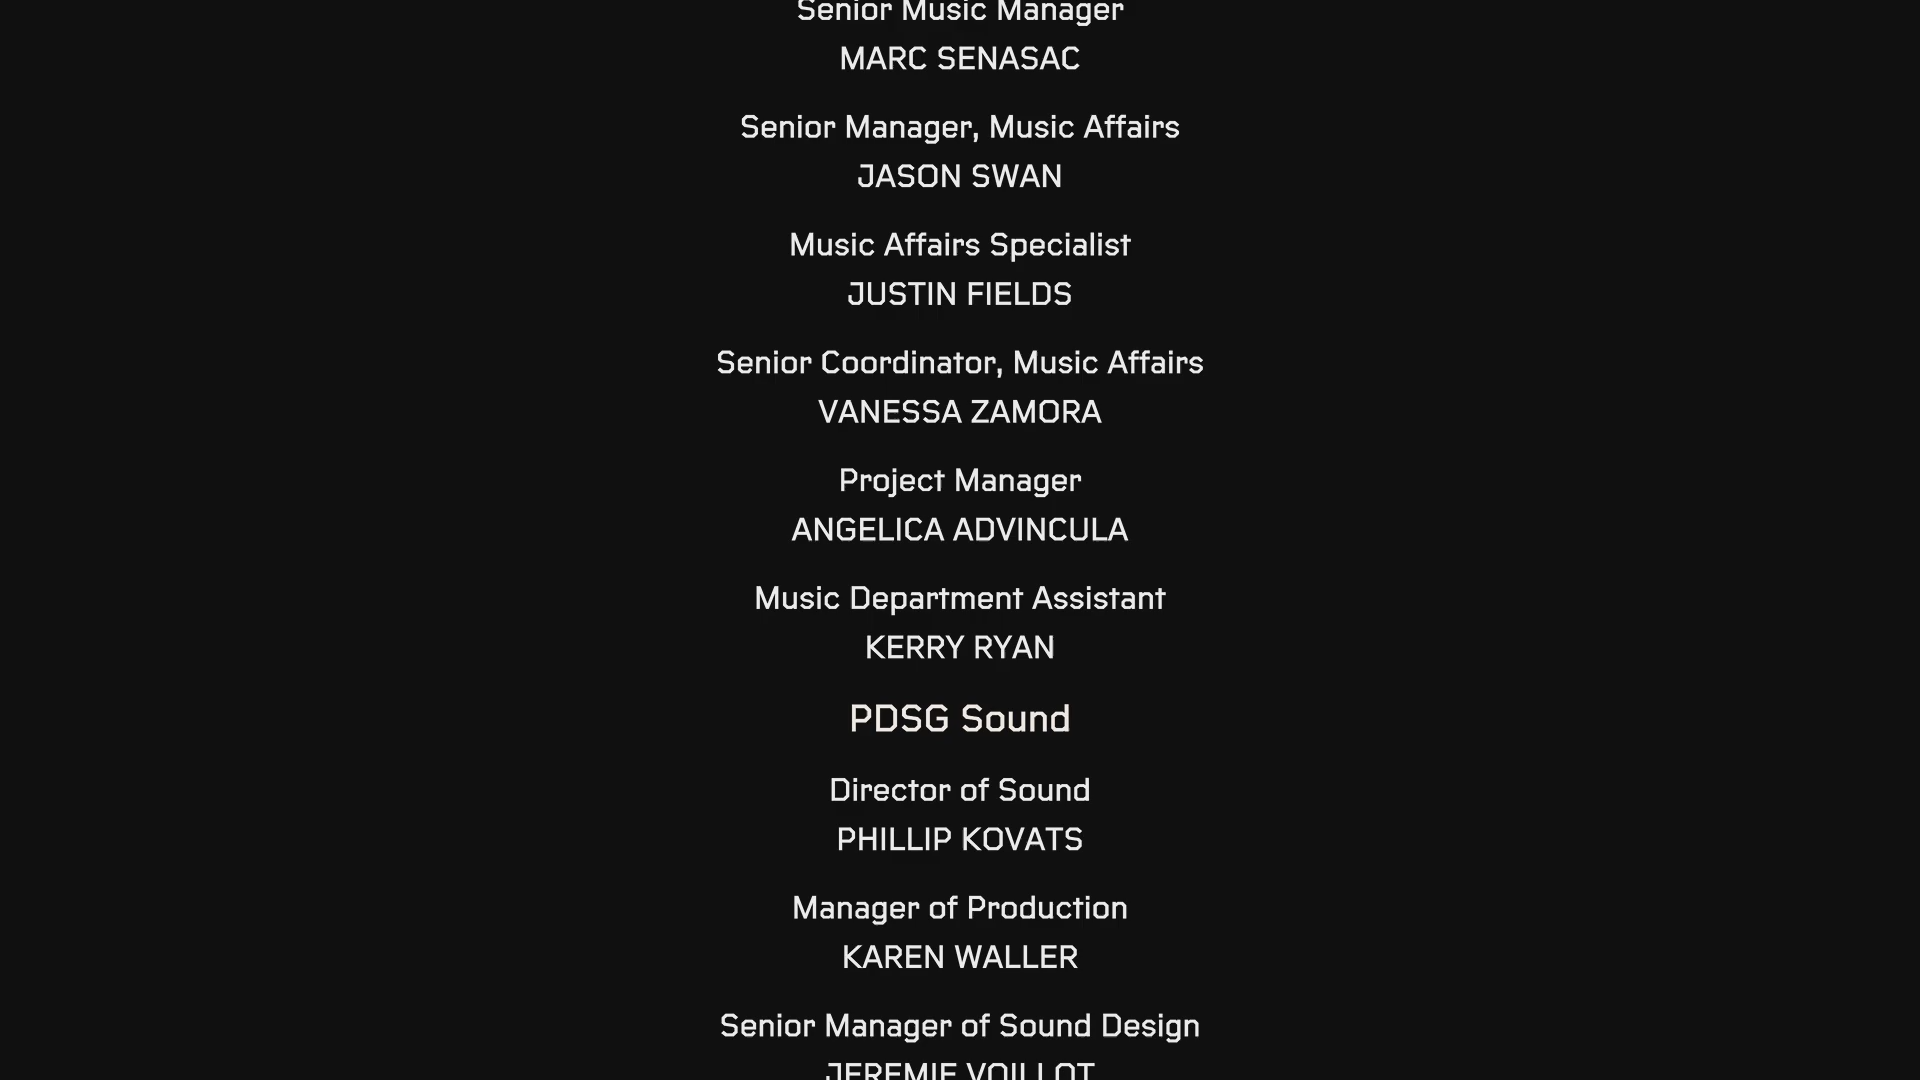 Senior Music Manager
MARC SENASAC
Senior Manager, Music Affairs
JASON SWAN
Music Affairs Specialist
JUSTIN FIELDS
Senior Coordinator, Music Affairs
VANESSA ZAMORA
Project Manager
ANGELICA ADVINCULA
Music Department Assistant
KERRY RYAN
PDSG Sound
Director of Sound
PHILLIP KOVATS
Manager of Production
KAREN WALLER
Senior Manager of Sound Design
JEREMIE VOILLOT